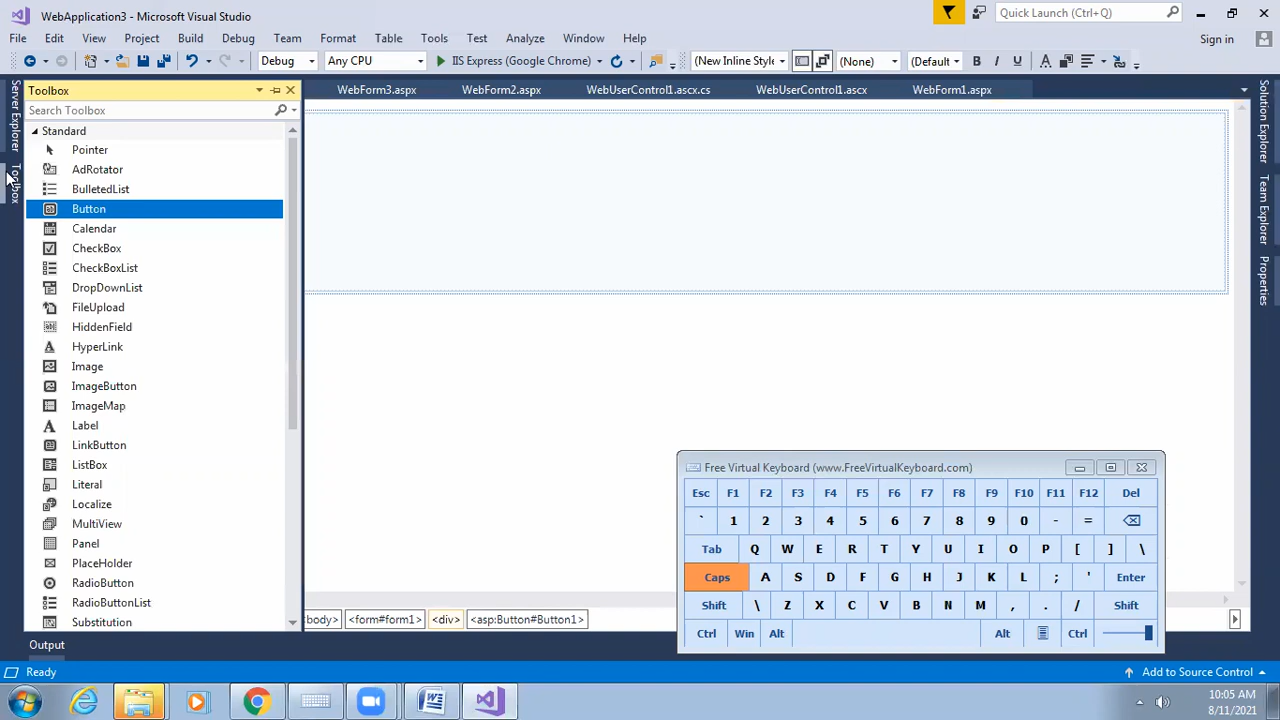 WebApplication3 - Microsoft Visual Studio
Quick Launch (Ctrl+Q)
File Edit View Project Build Debug Team Format Table Tools Test Analyze Window Help
Sign in
Debug Any CPU IIS Express (Google Chrome) (New Inline Style (None) (Default B I U A
Toolbox
WebForm3.aspx WebForm2.aspx WebUserControl1.ascx.cs WebUserControl1.ascx WebForm1.aspx
Search Toolbox
Standard
Pointer
AdRotator
BulletedList
Button
Calendar
CheckBox
CheckBoxList
DropDownList
FileUpload
HiddenField
HyperLink
Image
ImageButton
ImageMap
Label
LinkButton
ListBox
Literal
Localize
MultiView
Panel
PlaceHolder
RadioButton
RadioButtonList
Substitution
Server Explorer
Toolbox
Solution Explorer
Team Explorer
Properties
Free Virtual Keyboard (www.FreeVirtualKeyboard.com)
Esc F1 F2 F3 F4 F5 F6 F7 F8 F9 F10 F11 F12 Del
` 1 2 3 4 5 6 7 8 9 0 - =
Tab Q W E R T Y U I O P [ ] \
Caps A S D F G H J K L ; ' Enter
Shift \ Z X C V B N M , . / Shift
Ctrl Win Alt Alt Ctrl
<body> <form#form1> <div> <asp:Button#Button1>
Output
Ready
Add to Source Control
10:05 AM
8/11/2021